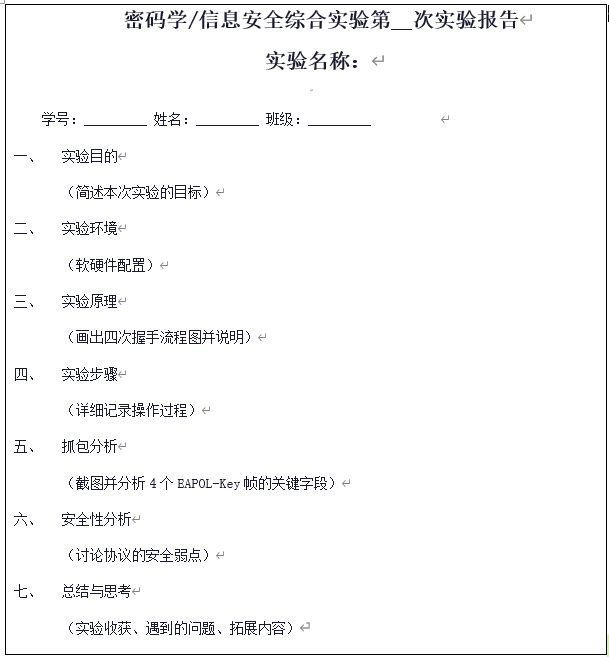 密码学/信息安全综合实验第__次实验报告
实验名称：
学号：_________ 姓名：_________ 班级：_________
一、 实验目的
（简述本次实验的目标）
二、 实验环境
（软硬件配置）
三、 实验原理
（画出四次握手流程图并说明）
四、 实验步骤
（详细记录操作过程）
五、 抓包分析
（截图并分析 4 个 EAPOL-Key 帧的关键字段）
六、 安全性分析
（讨论协议的安全弱点）
七、 总结与思考
（实验收获、遇到的问题、拓展内容）